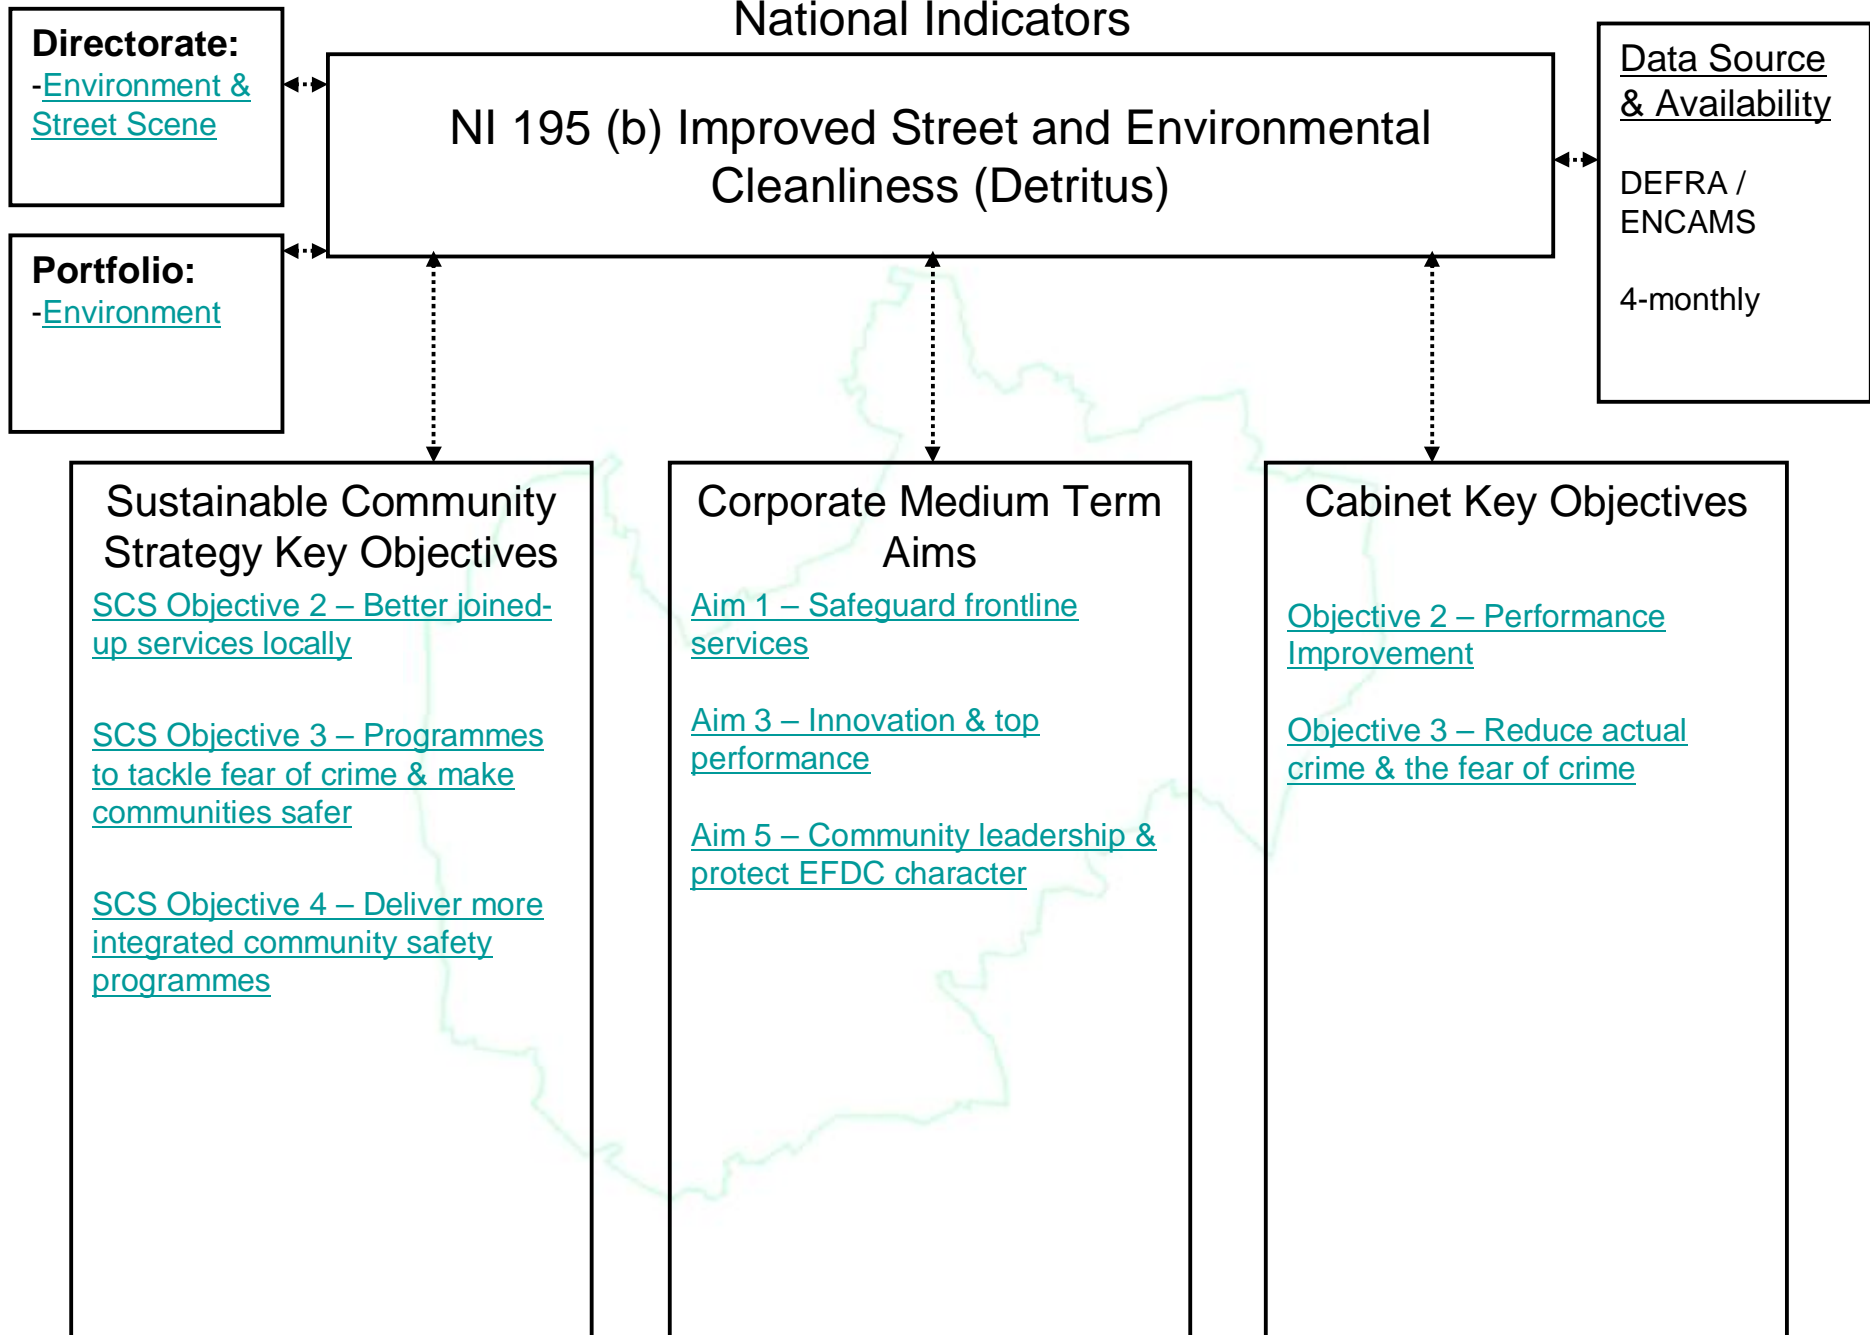 National Indicators
Directorate:
-Environment &
Street Scene
NI 195 (b) Improved Street and Environmental
Cleanliness (Detritus)
Data Source
& Availability
DEFRA /
ENCAMS
4-monthly
Portfolio:
-Environment
Sustainable Community
Strategy Key Objectives
SCS Objective 2 – Better joined-
up services locally
SCS Objective 3 – Programmes
to tackle fear of crime & make
communities safer
SCS Objective 4 – Deliver more
integrated community safety
programmes
Corporate Medium Term
Aims
Aim 1 – Safeguard frontline
services
Aim 3 – Innovation & top
performance
Aim 5 – Community leadership &
protect EFDC character
Cabinet Key Objectives
Objective 2 – Performance
Improvement
Objective 3 – Reduce actual
crime & the fear of crime